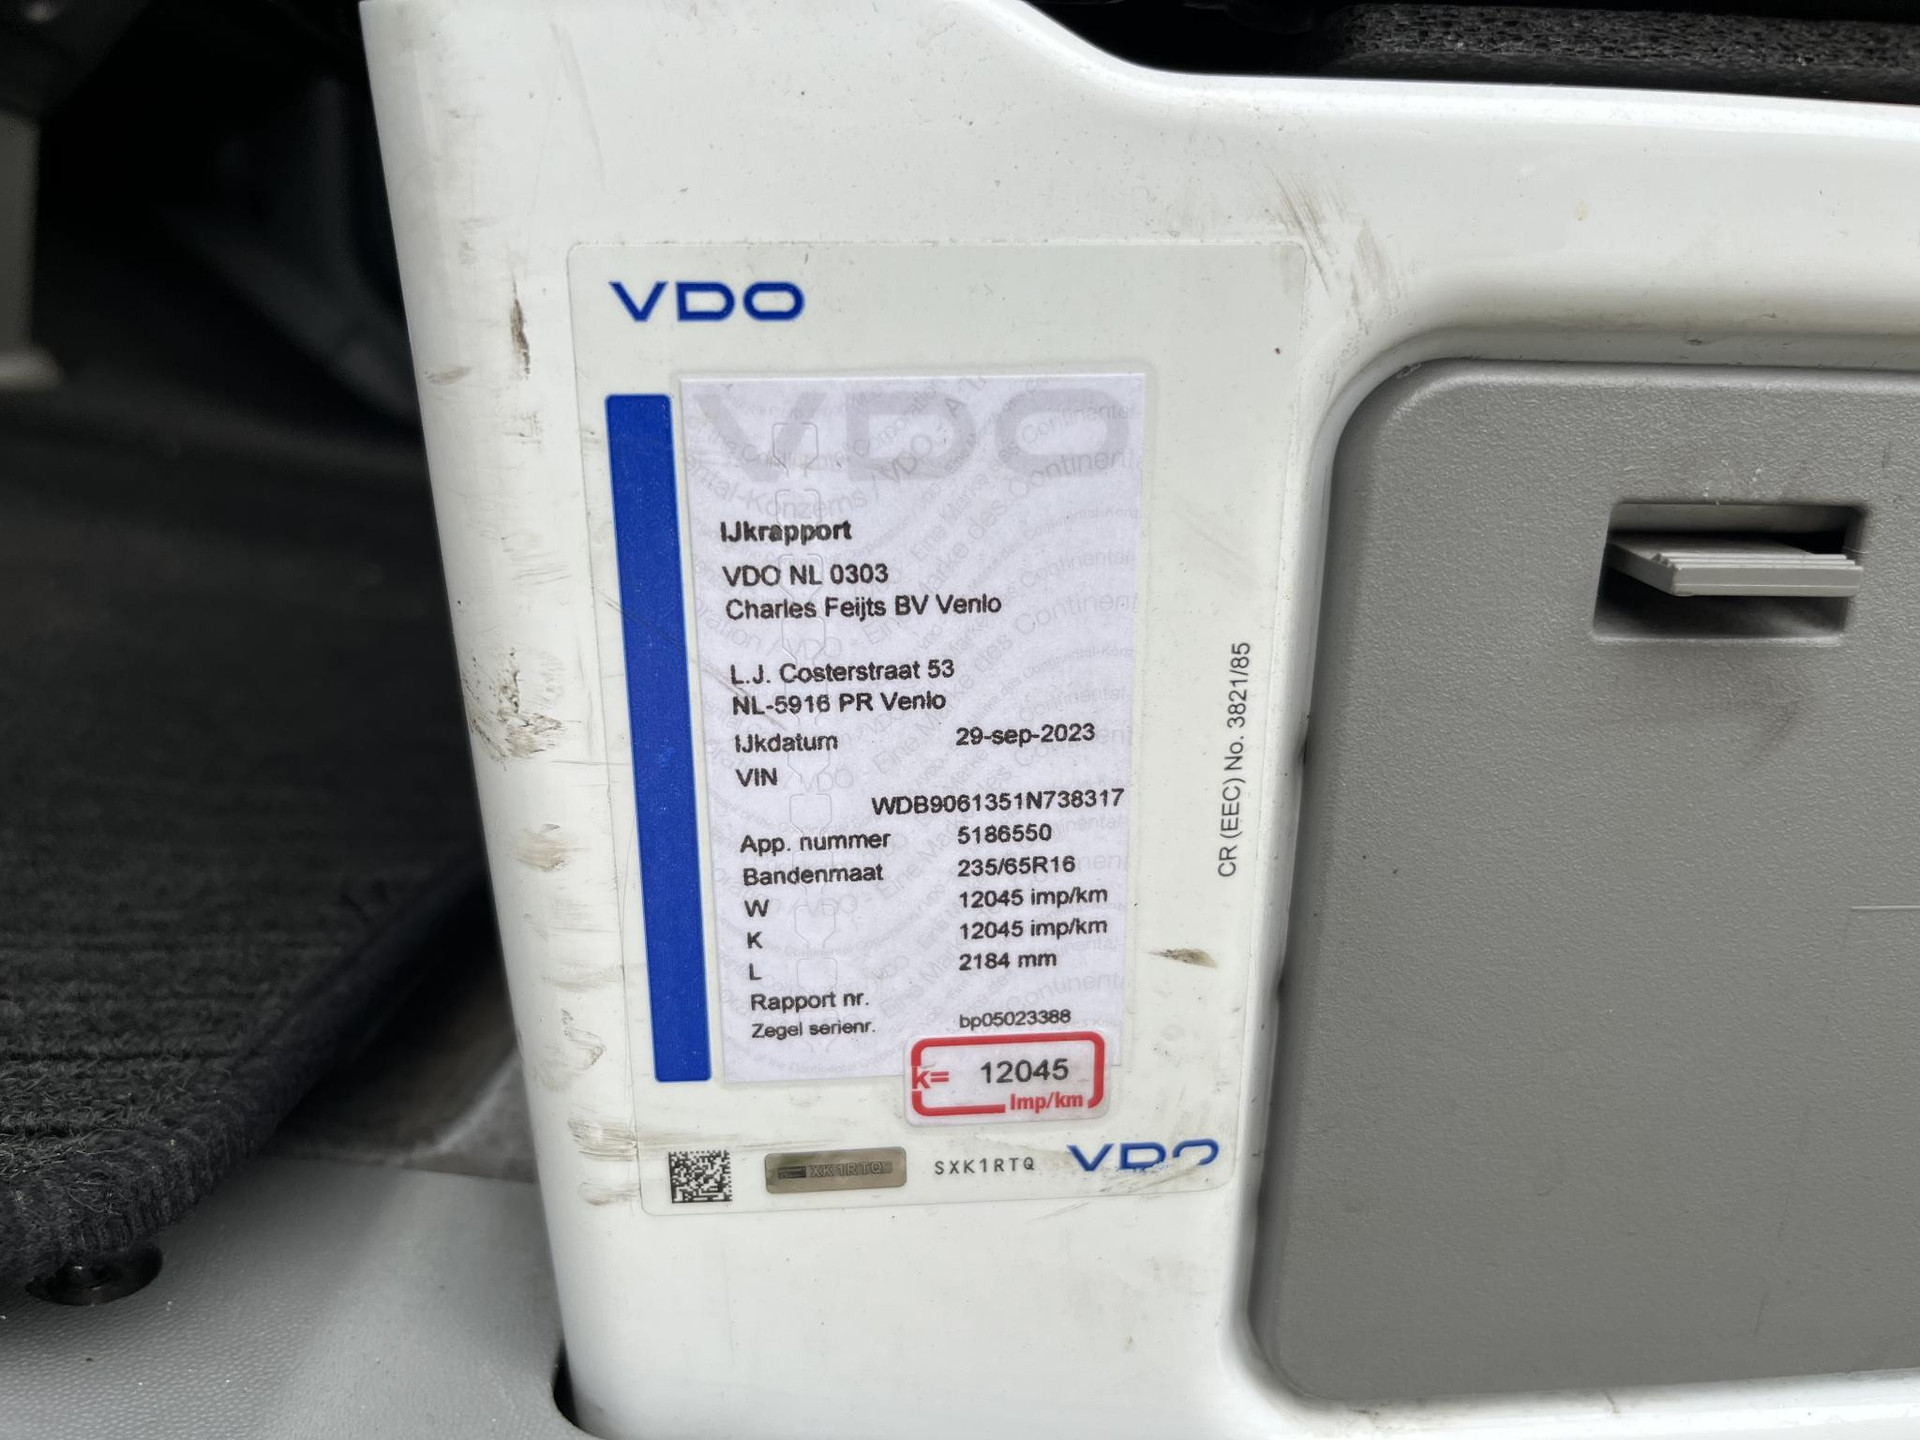 VDO
VDO
IJkrapport
VDO NL 0303
Charles Feijts BV Venlo
L.J. Costerstraat 53
NL-5916 PR Venlo
IJkdatum 29-sep-2023
VIN
WDB9061351N738317
App. nummer 5186550
Bandenmaat 235/65R16
W 12045 imp/km
K 12045 imp/km
L 2184 mm
Rapport nr.
Zegel serienr. bp05023388
k= 12045
Imp/km
XK1RTQ
SXK1RTQ
VDO
CR (EEC) No. 3821/85